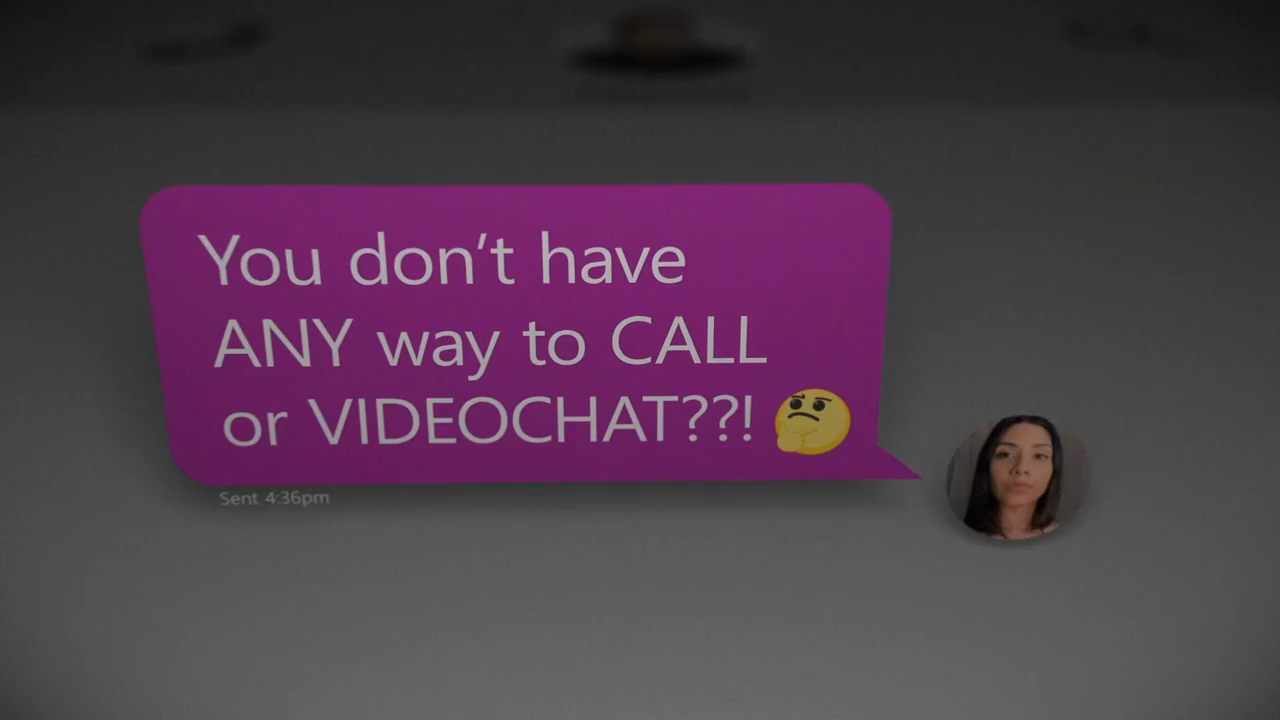 You don't have
ANY way to CALL
or VIDEOCHAT??! 🤔
Sent 4:36pm